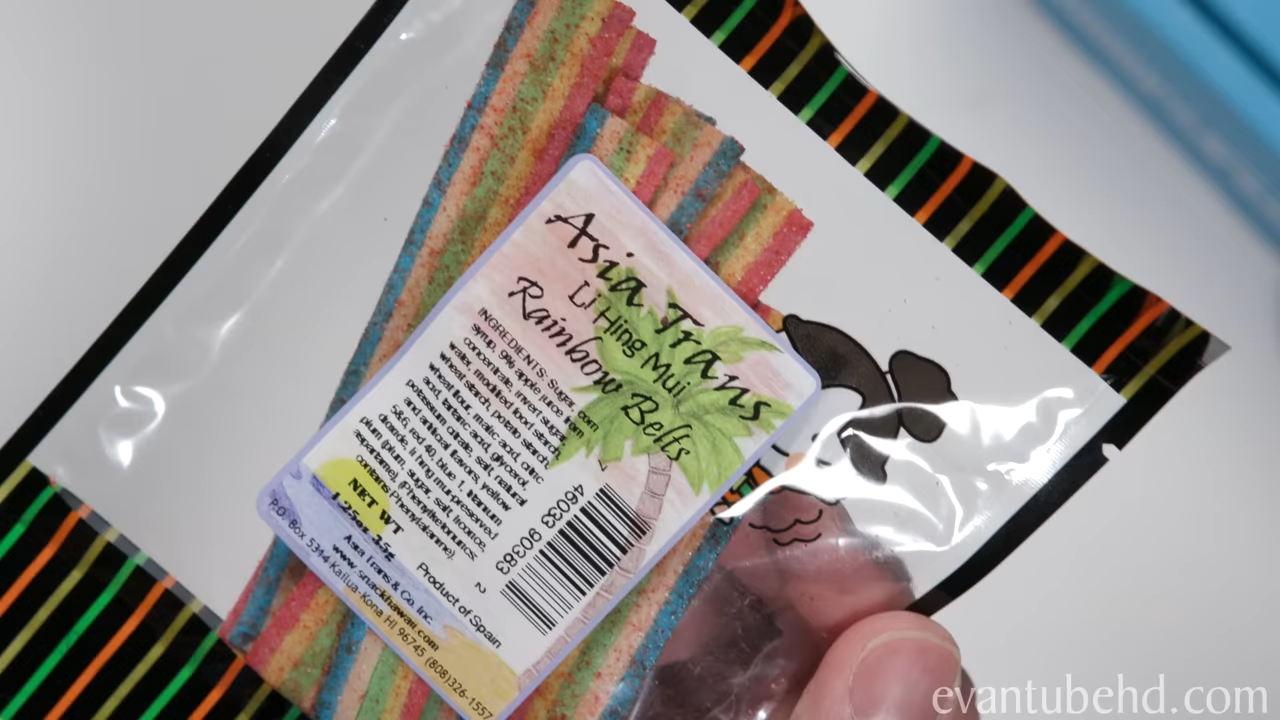 Asia Trans
Li Hing Mui
Rainbow Belts
INGREDIENTS: Sugar, corn
syrup, 9% apple juice from
concentrate, invert sugar,
water, modified food starch,
wheat starch, potato starch,
wheat flour, malic acid, citric
acid, tartaric acid, glycerol,
potassium citrate, salt, natural
and artificial flavors, yellow
5&6, red 40, blue 1, titanium
dioxide, li hing mui-preserved
plum (plum, sugar, salt, licorice,
aspartame), (Phenylketonurics:
contains Phenylalanine).
NET WT
1.25oz 35g
46033 90383
2
Product of Spain
Asia Trans & Co. Inc.
www.snackhawaii.com
P.O. Box 5314 Kailua-Kona HI 96745 (808)326-1557
evantubehd.com